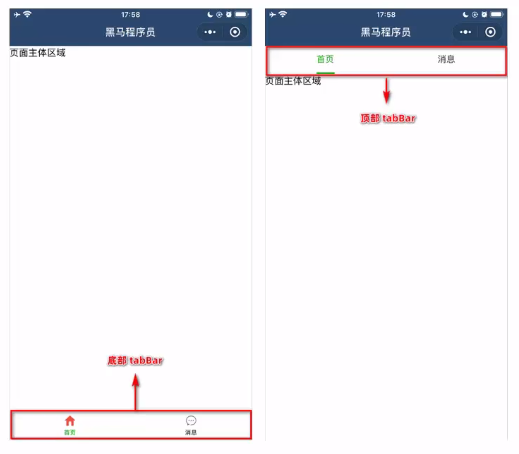 17:58
黑马程序员
页面主体区域
底部 tabBar
首页
消息
17:58
黑马程序员
首页
消息
页面主体区域
顶部 tabBar